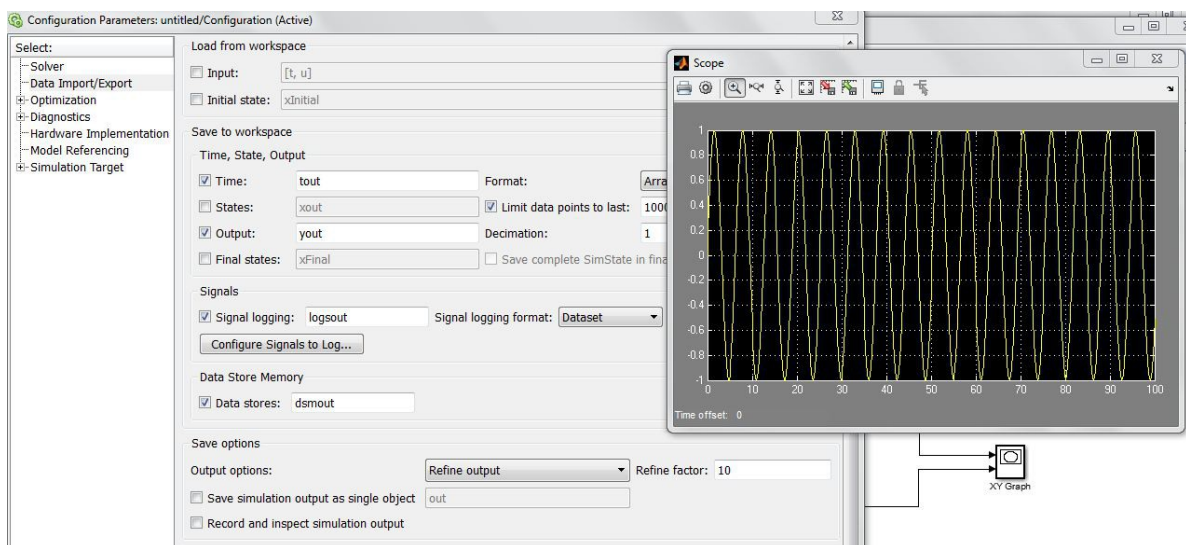 Configuration Parameters: untitled/Configuration (Active)
Select:
Solver
Data Import/Export
Optimization
Diagnostics
Hardware Implementation
Model Referencing
Simulation Target
Load from workspace
Input: [t, u]
Initial state: xInitial
Save to workspace
Time, State, Output
Time: tout Format: Arra
States: xout Limit data points to last: 1000
Output: yout Decimation: 1
Final states: xFinal Save complete SimState in fina
Signals
Signal logging: logsout Signal logging format: Dataset
Configure Signals to Log...
Data Store Memory
Data stores: dsmout
Save options
Output options: Refine output Refine factor: 10
Save simulation output as single object out
Record and inspect simulation output
Scope
1
0.8
0.6
0.4
0.2
0
-0.2
-0.4
-0.6
-0.8
-1
0 10 20 30 40 50 60 70 80 90 100
Time offset: 0
XY Graph